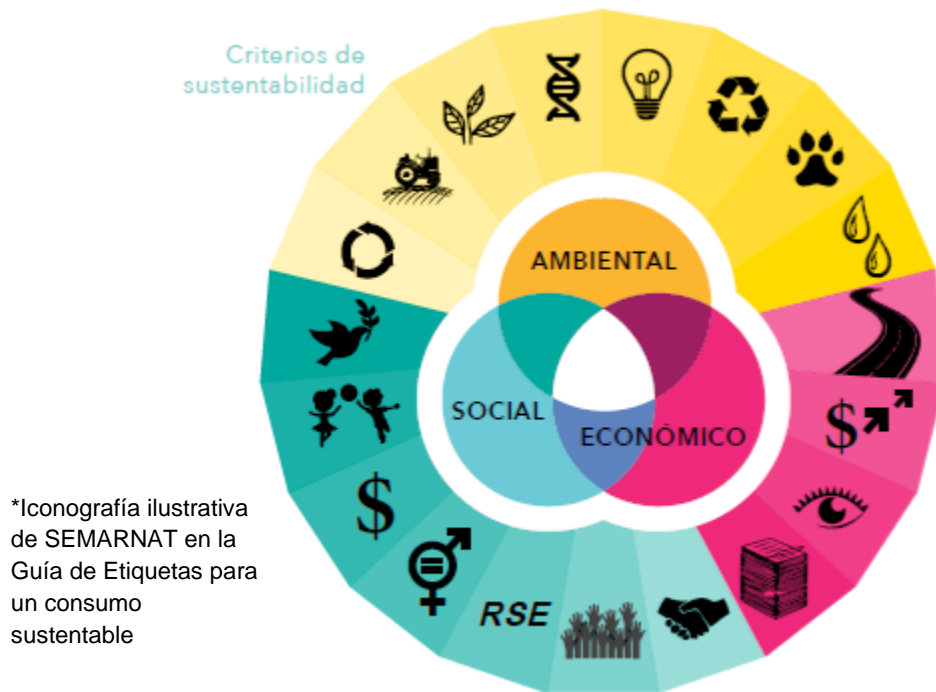 Criterios de
sustentabilidad
AMBIENTAL
SOCIAL
ECONÓMICO
$
$
RSE
*Iconografía ilustrativa
de SEMARNAT en la
Guía de Etiquetas para
un consumo
sustentable